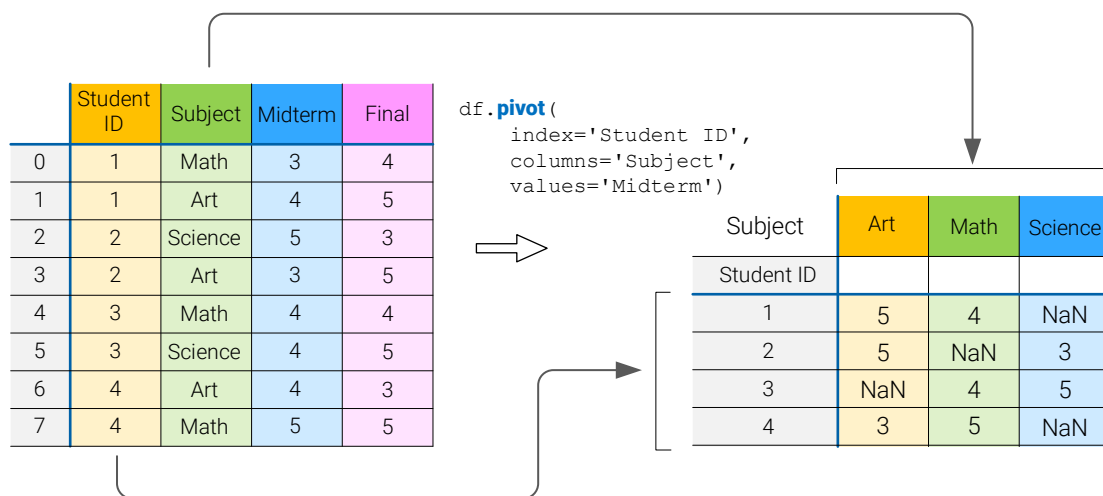 Student ID Subject Midterm Final
0 1 Math 3 4
1 1 Art 4 5
2 2 Science 5 3
3 2 Art 3 5
4 3 Math 4 4
5 3 Science 4 5
6 4 Art 4 3
7 4 Math 5 5
df.pivot(
index='Student ID',
columns='Subject',
values='Midterm')
Subject Art Math Science
Student ID
1 5 4 NaN
2 5 NaN 3
3 NaN 4 5
4 3 5 NaN